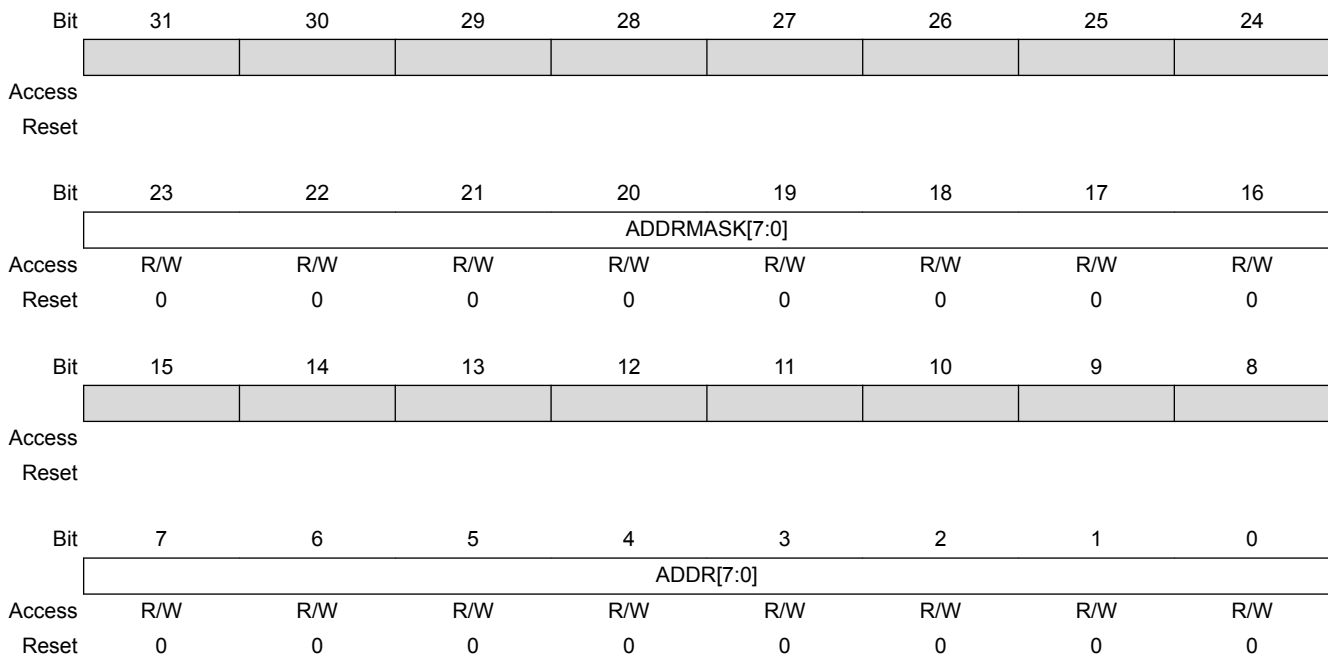 Bit 31 30 29 28 27 26 25 24
Access
Reset
Bit 23 22 21 20 19 18 17 16
ADDRMASK[7:0]
Access R/W R/W R/W R/W R/W R/W R/W R/W
Reset 0 0 0 0 0 0 0 0
Bit 15 14 13 12 11 10 9 8
Access
Reset
Bit 7 6 5 4 3 2 1 0
ADDR[7:0]
Access R/W R/W R/W R/W R/W R/W R/W R/W
Reset 0 0 0 0 0 0 0 0